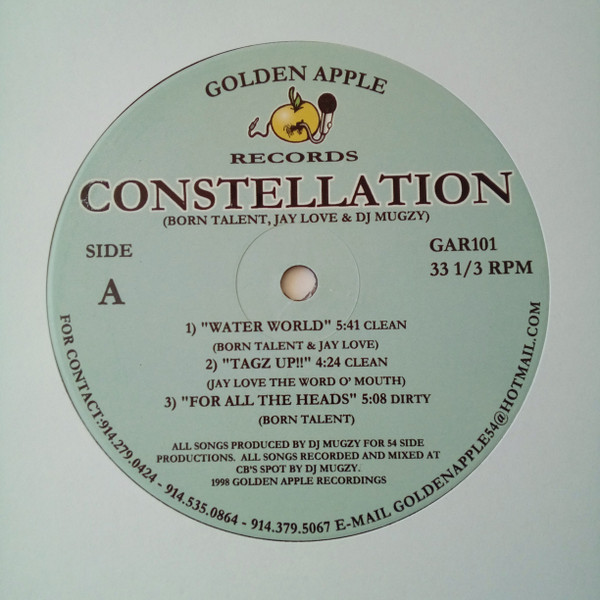 GOLDEN APPLE
RECORDS
CONSTELLATION
(BORN TALENT, JAY LOVE & DJ MUGZY)
SIDE
A
GAR101
33 1/3 RPM
1) "WATER WORLD" 5:41 CLEAN
(BORN TALENT & JAY LOVE)
2) "TAGZ UP!!" 4:24 CLEAN
(JAY LOVE THE WORD O' MOUTH)
3) "FOR ALL THE HEADS" 5:08 DIRTY
(BORN TALENT)
ALL SONGS PRODUCED BY DJ MUGZY FOR 54 SIDE
PRODUCTIONS. ALL SONGS RECORDED AND MIXED AT
CB'S SPOT BY DJ MUGZY.
1998 GOLDEN APPLE RECORDINGS
FOR CONTACT:914.279.0424 - 914.535.0864 - 914.379.5067 E-MAIL GOLDENAPPLE54@HOTMAIL.COM